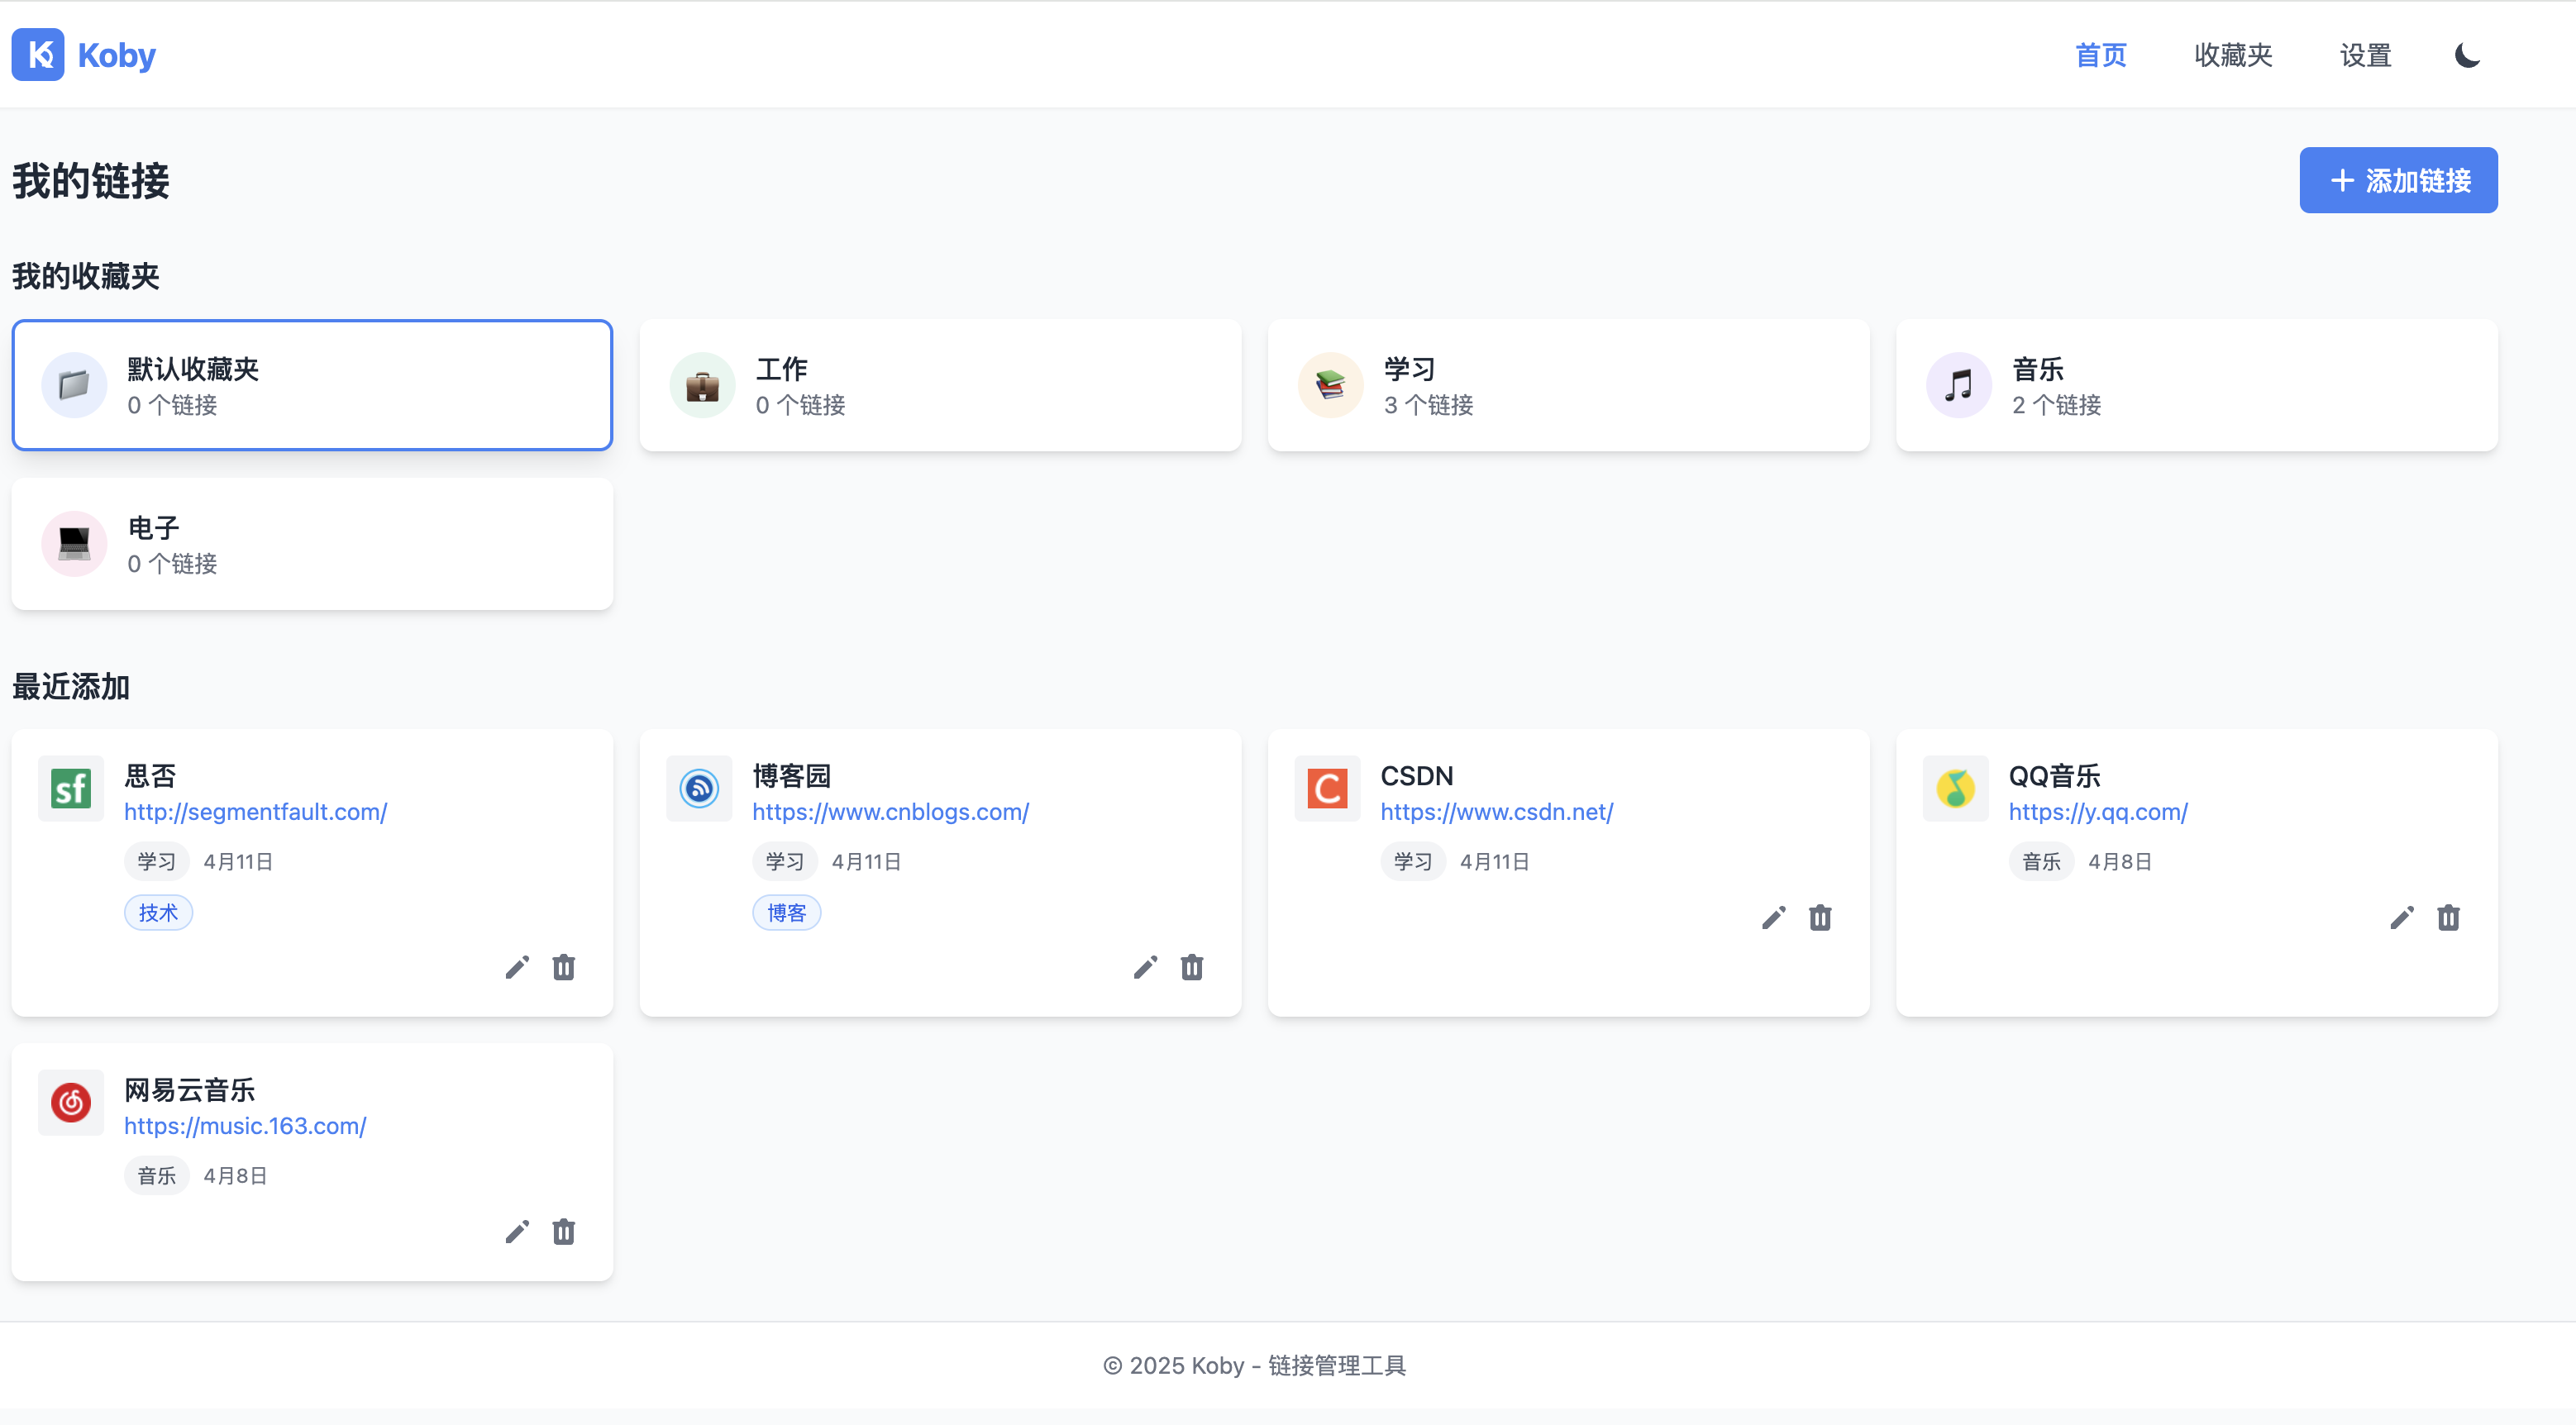 Koby
首页 收藏夹 设置
我的链接
添加链接
我的收藏夹
默认收藏夹
0 个链接
工作
0 个链接
学习
3 个链接
音乐
2 个链接
电子
0 个链接
最近添加
sf
思否
http://segmentfault.com/
学习 4月11日
技术
博客园
https://www.cnblogs.com/
学习 4月11日
博客
C
CSDN
https://www.csdn.net/
学习 4月11日
QQ音乐
https://y.qq.com/
音乐 4月8日
网易云音乐
https://music.163.com/
音乐 4月8日
© 2025 Koby - 链接管理工具